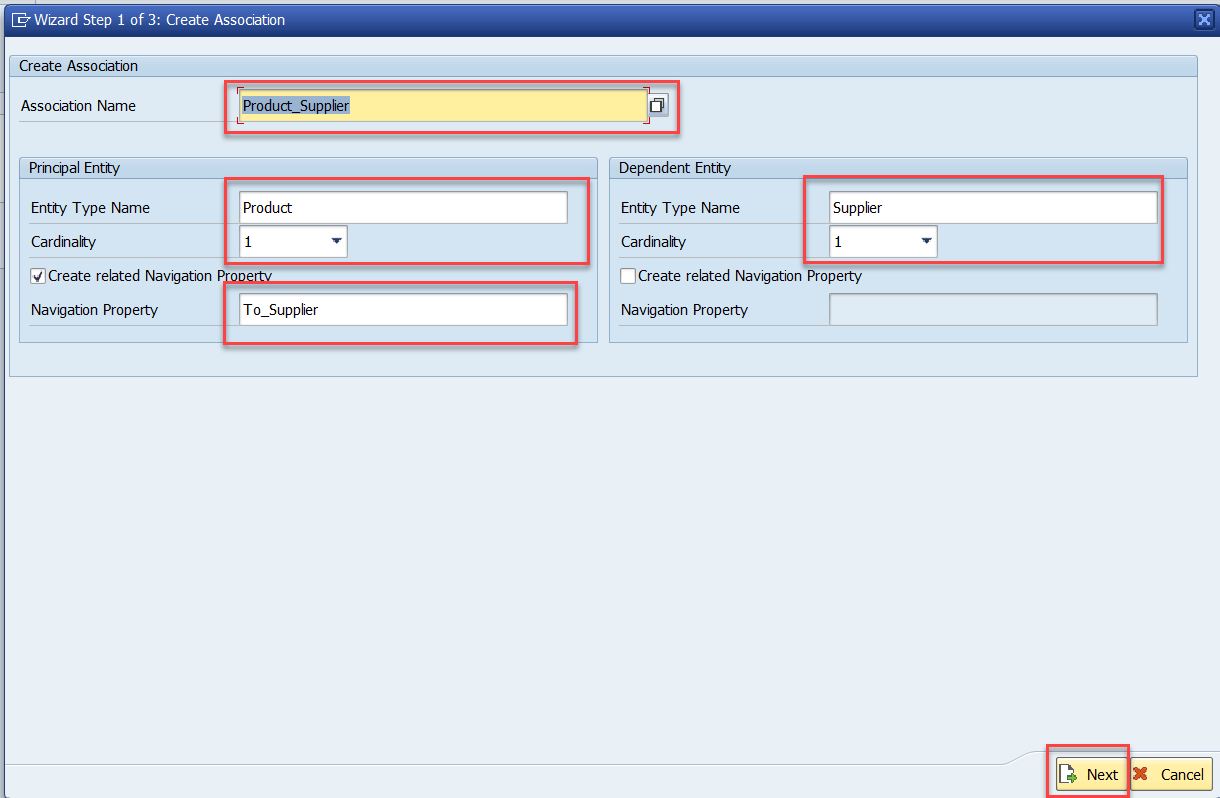 Wizard Step 1 of 3: Create Association
Create Association
Association Name Product_Supplier
Principal Entity
Entity Type Name Product
Cardinality 1
Create related Navigation Property
Navigation Property To_Supplier
Dependent Entity
Entity Type Name Supplier
Cardinality 1
Create related Navigation Property
Navigation Property
Next Cancel